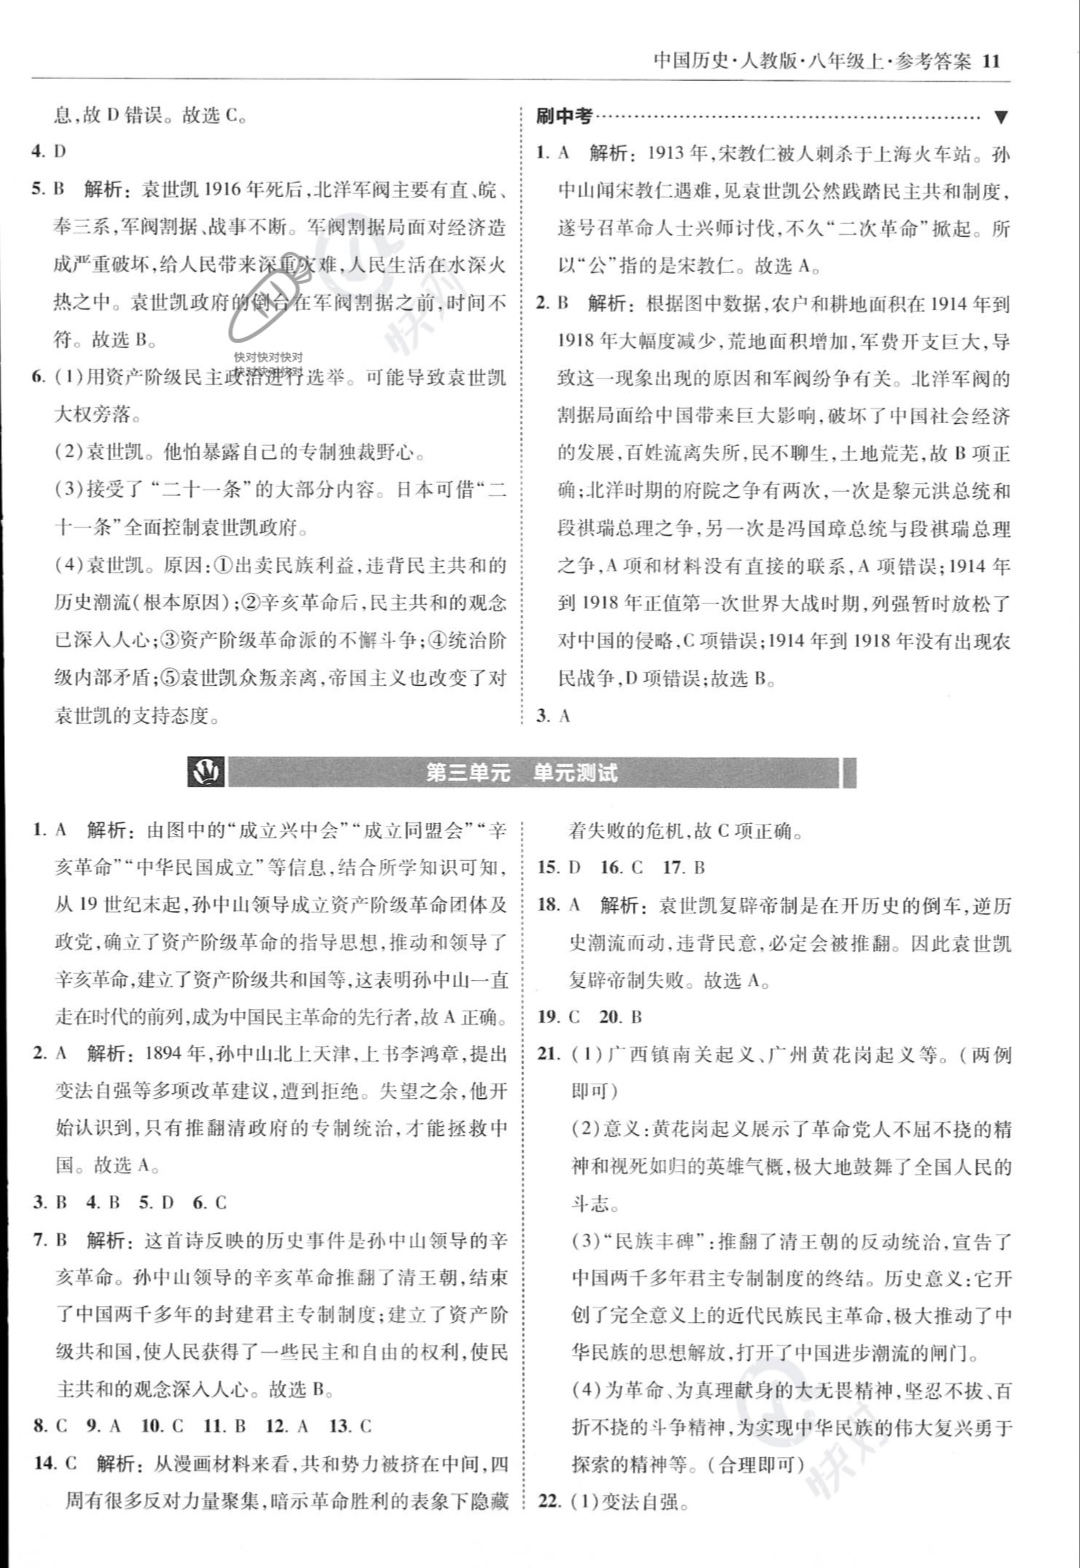 中国历史·人教版·八年级上·参考答案 11
息,故 D 错误。故选 C。
4. D
5. B 解析：袁世凯 1916 年死后,北洋军阀主要有直、皖、
奉三系,军阀割据、战事不断。军阀割据局面对经济造
成严重破坏,给人民带来深重灾难,人民生活在水深火
热之中。袁世凯政府的倒台在军阀割据之前,时间不
符。故选 B。
快对快对快对
快对快对快对
6. (1)用资产阶级民主政治进行选举。可能导致袁世凯
大权旁落。
(2)袁世凯。他怕暴露自己的专制独裁野心。
(3)接受了“二十一条”的大部分内容。日本可借“二
十一条”全面控制袁世凯政府。
(4)袁世凯。原因:①出卖民族利益,违背民主共和的
历史潮流(根本原因);②辛亥革命后,民主共和的观念
已深入人心;③资产阶级革命派的不懈斗争;④统治阶
级内部矛盾;⑤袁世凯众叛亲离,帝国主义也改变了对
袁世凯的支持态度。
刷中考
1. A 解析：1913 年,宋教仁被人刺杀于上海火车站。孙
中山闻宋教仁遇难,见袁世凯公然践踏民主共和制度,
遂号召革命人士兴师讨伐,不久“二次革命”掀起。所
以“公”指的是宋教仁。故选 A。
2. B 解析：根据图中数据,农户和耕地面积在 1914 年到
1918 年大幅度减少,荒地面积增加,军费开支巨大,导
致这一现象出现的原因和军阀纷争有关。北洋军阀的
割据局面给中国带来巨大影响,破坏了中国社会经济
的发展,百姓流离失所,民不聊生,土地荒芜,故 B 项正
确;北洋时期的府院之争有两次,一次是黎元洪总统和
段祺瑞总理之争,另一次是冯国璋总统与段祺瑞总理
之争,A 项和材料没有直接的联系,A 项错误;1914 年
到 1918 年正值第一次世界大战时期,列强暂时放松了
对中国的侵略,C 项错误;1914 年到 1918 年没有出现农
民战争,D 项错误;故选 B。
3. A
第三单元 单元测试
1. A 解析：由图中的“成立兴中会”“成立同盟会”“辛
亥革命”“中华民国成立”等信息,结合所学知识可知,
从 19 世纪末起,孙中山领导成立资产阶级革命团体及
政党,确立了资产阶级革命的指导思想,推动和领导了
辛亥革命,建立了资产阶级共和国等,这表明孙中山一直
走在时代的前列,成为中国民主革命的先行者,故 A 正确。
2. A 解析：1894 年,孙中山北上天津,上书李鸿章,提出
变法自强等多项改革建议,遭到拒绝。失望之余,他开
始认识到,只有推翻清政府的专制统治,才能拯救中
国。故选 A。
3. B 4. B 5. D 6. C
7. B 解析：这首诗反映的历史事件是孙中山领导的辛
亥革命。孙中山领导的辛亥革命推翻了清王朝,结束
了中国两千多年的封建君主专制制度;建立了资产阶
级共和国,使人民获得了一些民主和自由的权利,使民
主共和的观念深入人心。故选 B。
8. C 9. A 10. C 11. B 12. A 13. C
14. C 解析：从漫画材料来看,共和势力被挤在中间,四
周有很多反对力量聚集,暗示革命胜利的表象下隐藏
着失败的危机,故 C 项正确。
15. D 16. C 17. B
18. A 解析：袁世凯复辟帝制是在开历史的倒车,逆历
史潮流而动,违背民意,必定会被推翻。因此袁世凯
复辟帝制失败。故选 A。
19. C 20. B
21. (1)广西镇南关起义、广州黄花岗起义等。(两例
即可)
(2)意义:黄花岗起义展示了革命党人不屈不挠的精
神和视死如归的英雄气概,极大地鼓舞了全国人民的
斗志。
(3)“民族丰碑”:推翻了清王朝的反动统治,宣告了
中国两千多年君主专制制度的终结。历史意义:它开
创了完全意义上的近代民族民主革命,极大推动了中
华民族的思想解放,打开了中国进步潮流的闸门。
(4)为革命、为真理献身的大无畏精神,坚忍不拔、百
折不挠的斗争精神,为实现中华民族的伟大复兴勇于
探索的精神等。(合理即可)
22. (1)变法自强。
快对
快对